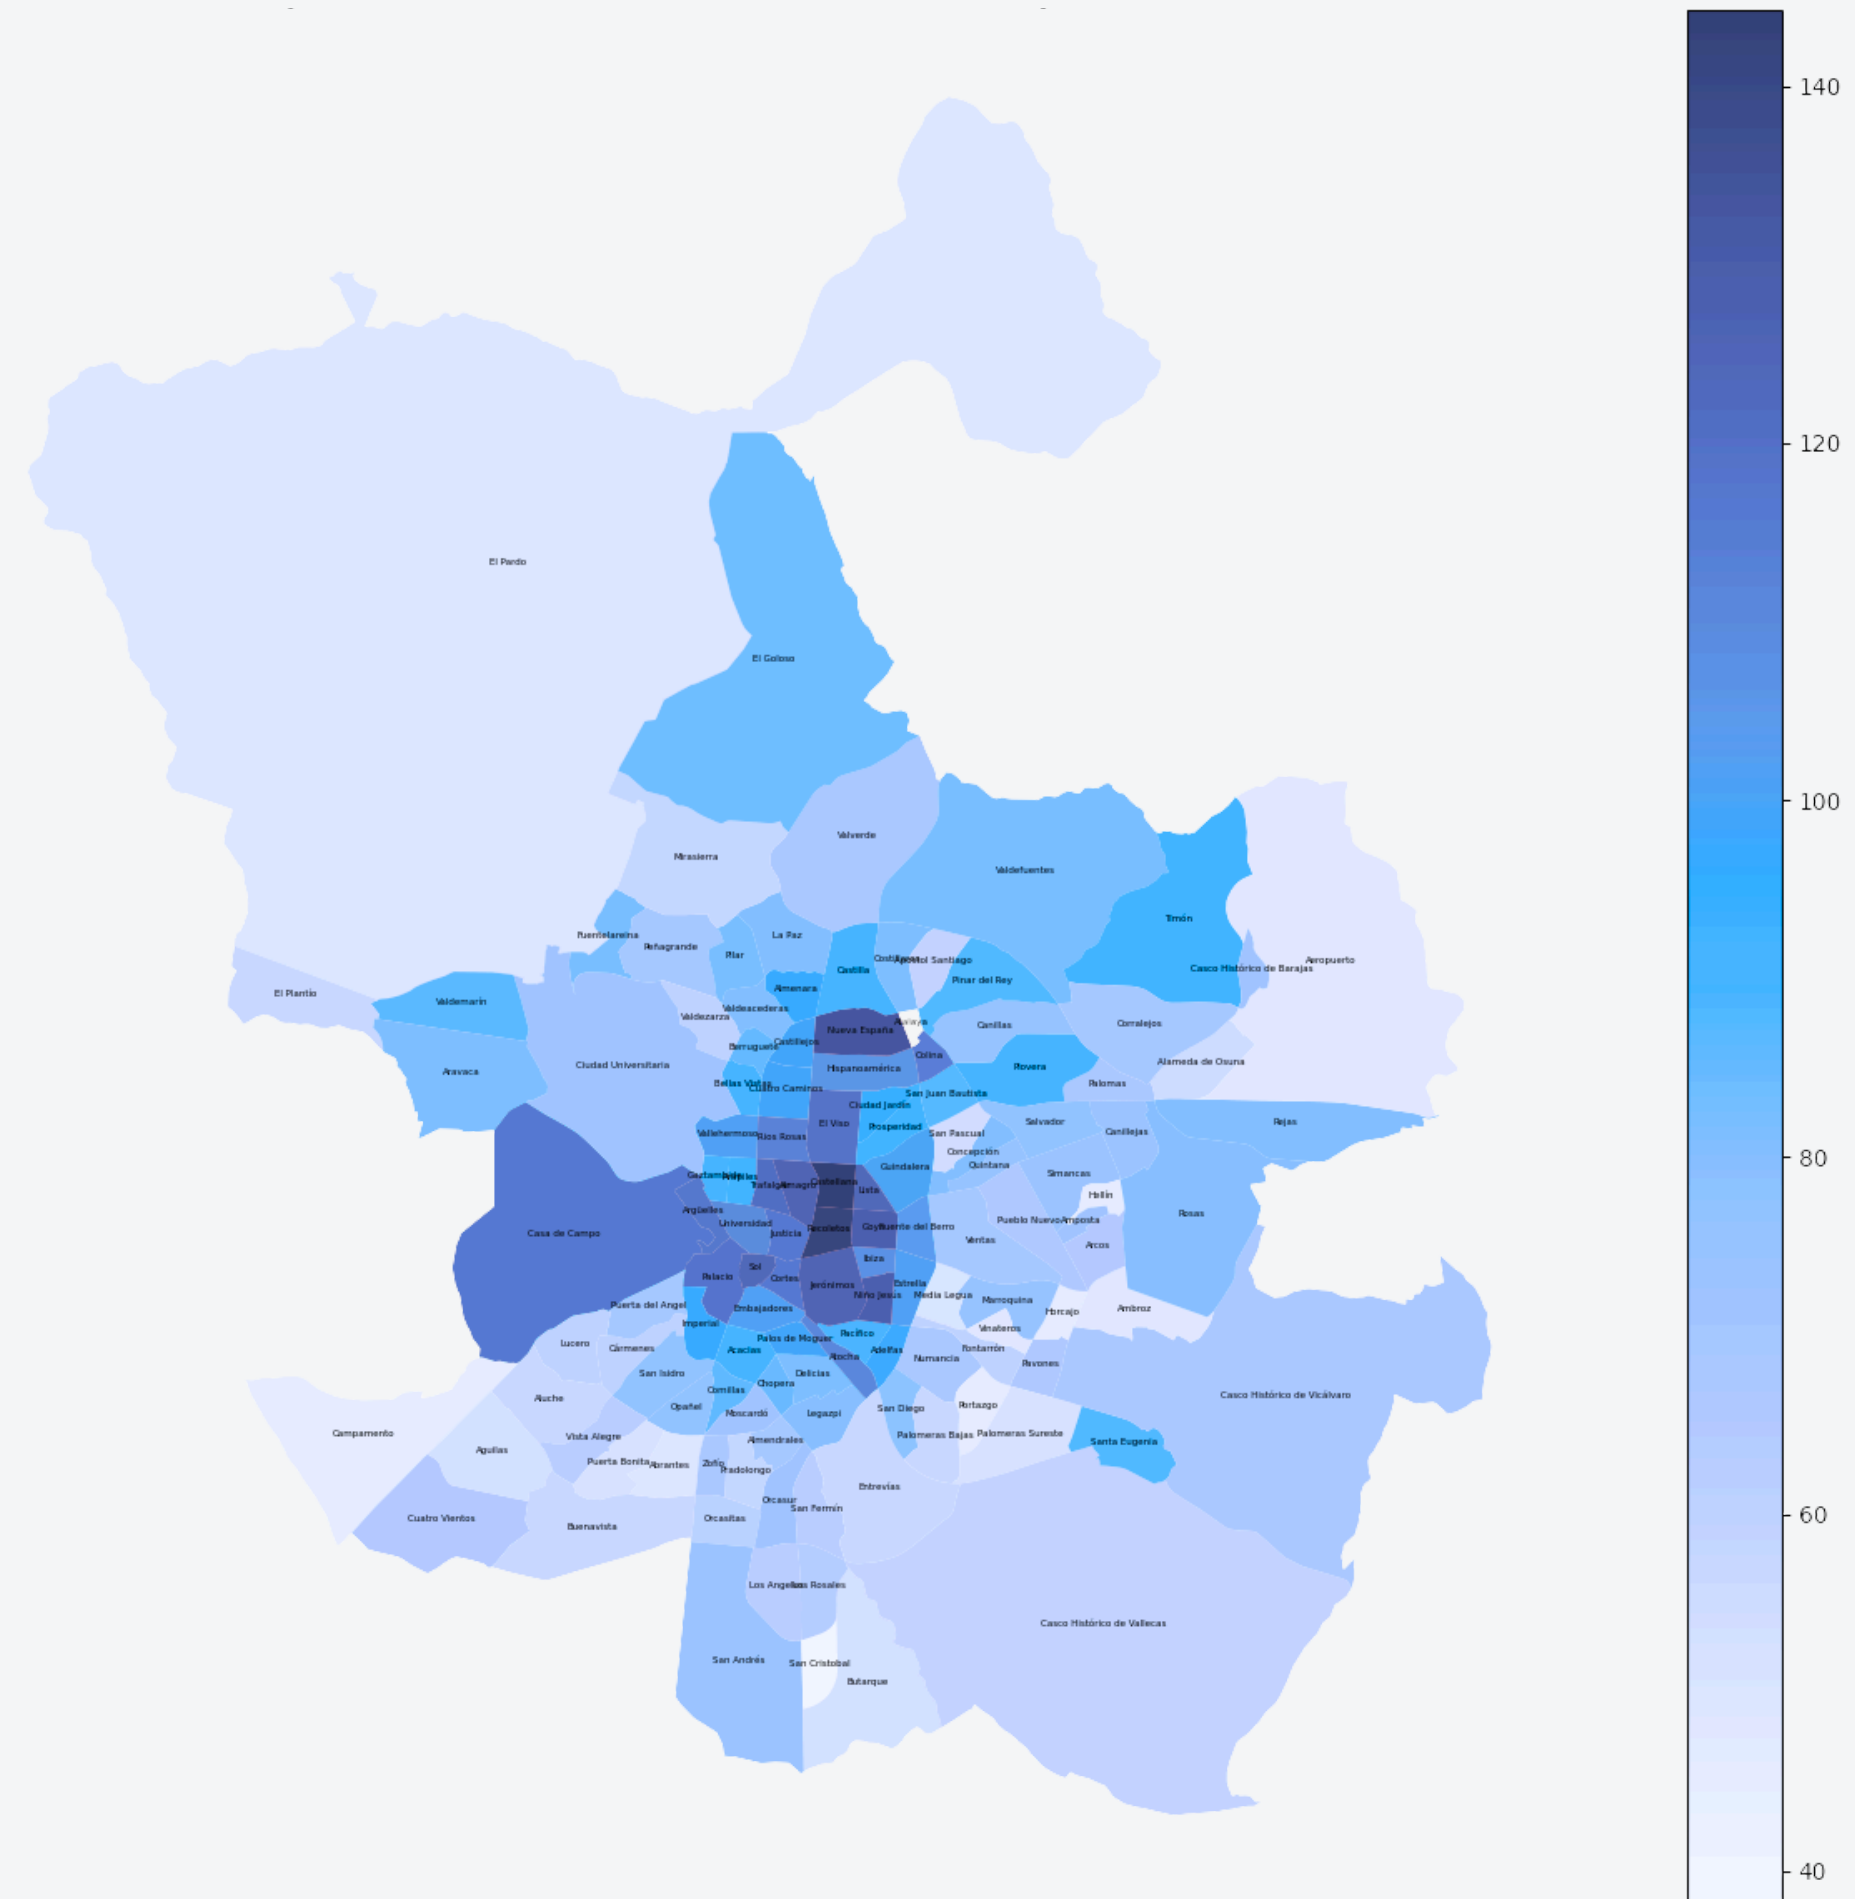 140
120
El Pardo
El Goloso
100
Valverde
Mirasierra
Valdefuentes
Timón
Fuentelareina
Peñagrande
La Paz
Pilar
Castilla
Apostol Santiago
Pinar del Rey
Casco Histórico de Barajas
Aeropuerto
El Plantío
Valdemarín
Almenara
Valdeacederas
Valdezarza
Nueva España
Canillas
Corralejos
Berruguete
Castillejos
Colina
Alameda de Osuna
Aravaca
Ciudad Universitaria
Hispanoamérica
Piovera
Palomas
Bellas Vistas
Cuatro Caminos
San Juan Bautista
Ciudad Jardín
El Viso
Prosperidad
Salvador
Rejas
Vallehermoso
Ríos Rosas
San Pascual
Canillejas
80
Concepción
Guindalera
Quintana
Simancas
Gaztambide
Trafalgar
Almagro
Castellana
Lista
Hellín
Argüelles
Universidad
Justicia
Recoletos
Goya
Fuente del Berro
Pueblo Nuevo
Amposta
Rosas
Casa de Campo
Ventas
Arcos
Ibiza
Sol
Palacio
Cortes
Jerónimos
Estrella
Niño Jesús
Media Legua
Puerta del Angel
Embajadores
Marroquina
Horcajo
Ambroz
Imperial
Palos de Moguer
Pacífico
Vinateros
Lucero
Cármenes
Acacias
Atocha
Adelfas
Numancia
Fontarrón
Pavones
San Isidro
Delicias
Chopera
Comillas
Aluche
Casco Histórico de Vicálvaro
Opañel
Moscardó
Legazpi
San Diego
Portazgo
Campamento
Vista Alegre
Almendrales
Palomeras Bajas
Palomeras Sureste
Santa Eugenia
Aguilas
Puerta Bonita
Abrantes
Zofío
Pradolongo
Entrevías
Orcasur
San Fermín
60
Cuatro Vientos
Buenavista
Orcasitas
Los Angeles
Los Rosales
Casco Histórico de Vallecas
San Andrés
San Cristobal
Butarque
40